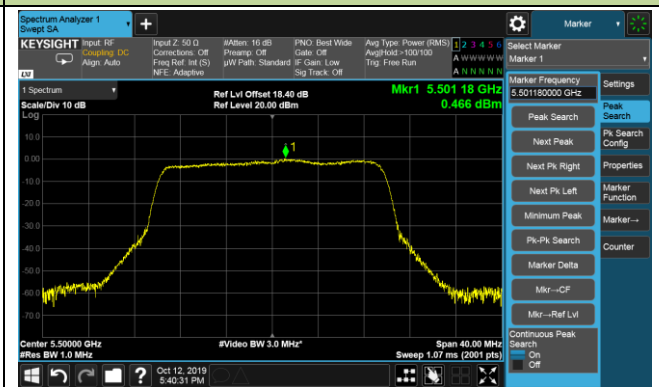 Spectrum Analyzer 1
Swept SA
+
Marker
KEYSIGHT
Input: RF
Coupling: DC
Align: Auto
Input Z: 50 Ω
Corrections: Off
Freq Ref: Int (S)
NFE: Adaptive
#Atten: 16 dB
Preamp: Off
µW Path: Standard
PNO: Best Wide
Gate: Off
IF Gain: Low
Sig Track: Off
Avg Type: Power (RMS)
Avg|Hold:>100/100
Trig: Free Run
1 2 3 4 5 6
A W W W W W
A N N N N N
Select Marker
Marker 1
LXI
1 Spectrum
Scale/Div 10 dB
Log
Ref Lvl Offset 18.40 dB
Ref Level 20.00 dBm
Mkr1 5.501 18 GHz
0.466 dBm
10.0
0.00
-10.0
-20.0
-30.0
-40.0
-50.0
-60.0
-70.0
1
Center 5.50000 GHz
#Res BW 1.0 MHz
#Video BW 3.0 MHz*
Span 40.00 MHz
Sweep 1.07 ms (2001 pts)
Marker Frequency
5.501180000 GHz
Peak Search
Next Peak
Next Pk Right
Next Pk Left
Minimum Peak
Pk-Pk Search
Marker Delta
Mkr→CF
Mkr→Ref Lvl
Continuous Peak
Search
On
Off
Settings
Peak
Search
Pk Search
Config
Properties
Marker
Function
Marker→
Counter
?
Oct 12, 2019
5:40:31 PM